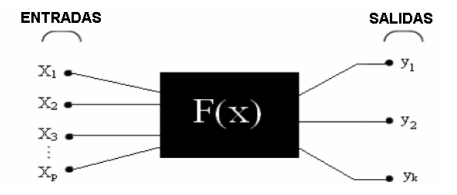 ENTRADAS
SALIDAS
X1
X2
X3
⋮
Xp
F(x)
y1
y2
yk